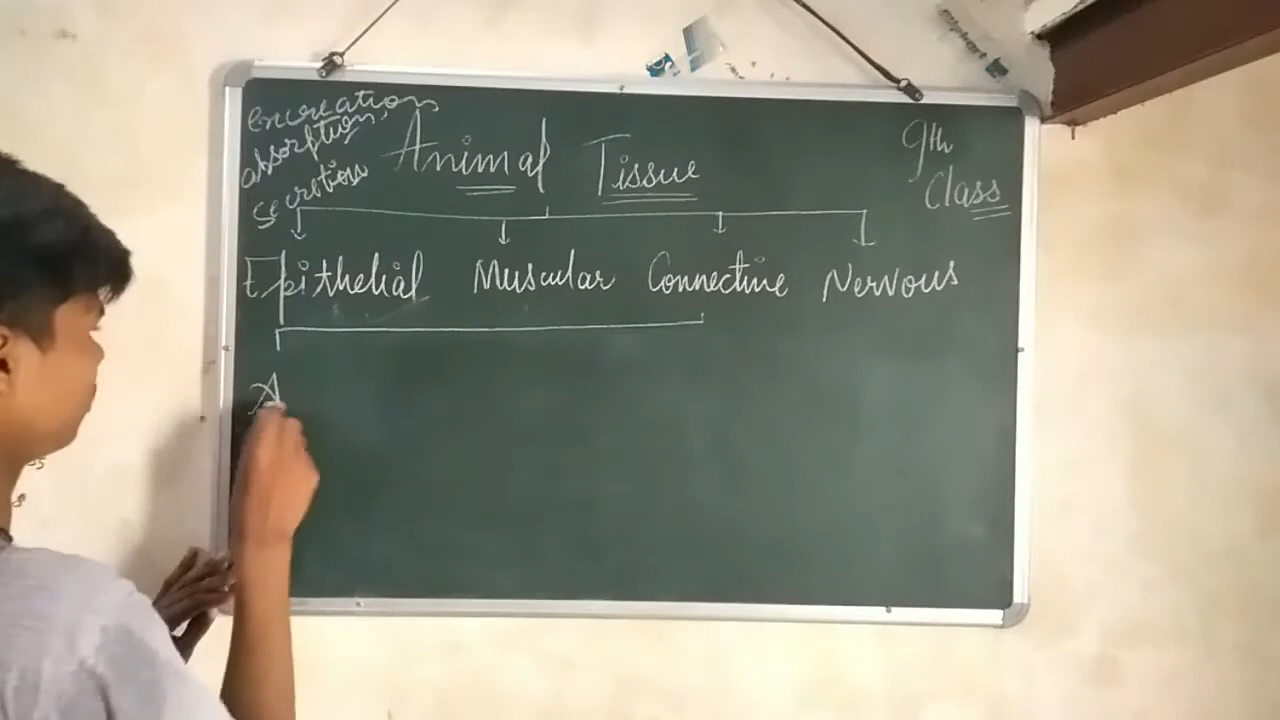 excreation,
absorption,
secretion
Animal Tissue
9th
Class
Epithelial Muscular Connective Nervous